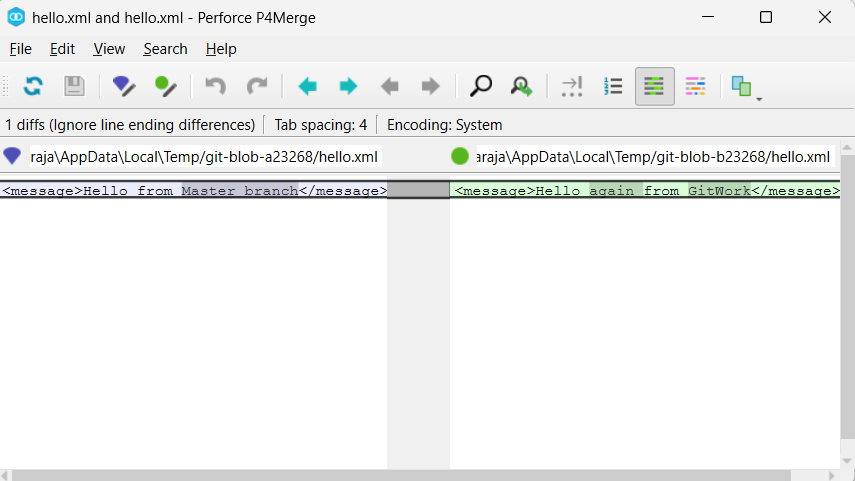 hello.xml and hello.xml - Perforce P4Merge
File Edit View Search Help
1 diffs (Ignore line ending differences) Tab spacing: 4 Encoding: System
raja\AppData\Local\Temp/git-blob-a23268/hello.xml araja\AppData\Local\Temp/git-blob-b23268/hello.xml
<message>Hello from Master branch</message> <message>Hello again from GitWork</message>